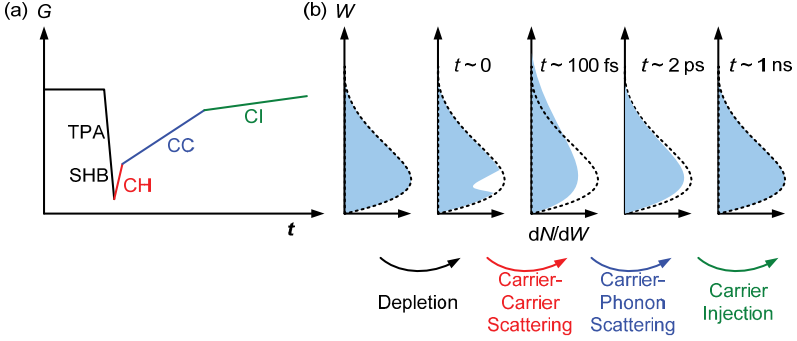 (a)
G
TPA
SHB
CH
CC
CI
t
(b)
W
t ~ 0
t ~ 100 fs
t ~ 2 ps
t ~ 1 ns
dN/dW
Depletion
Carrier-
Carrier
Scattering
Carrier-
Phonon
Scattering
Carrier
Injection